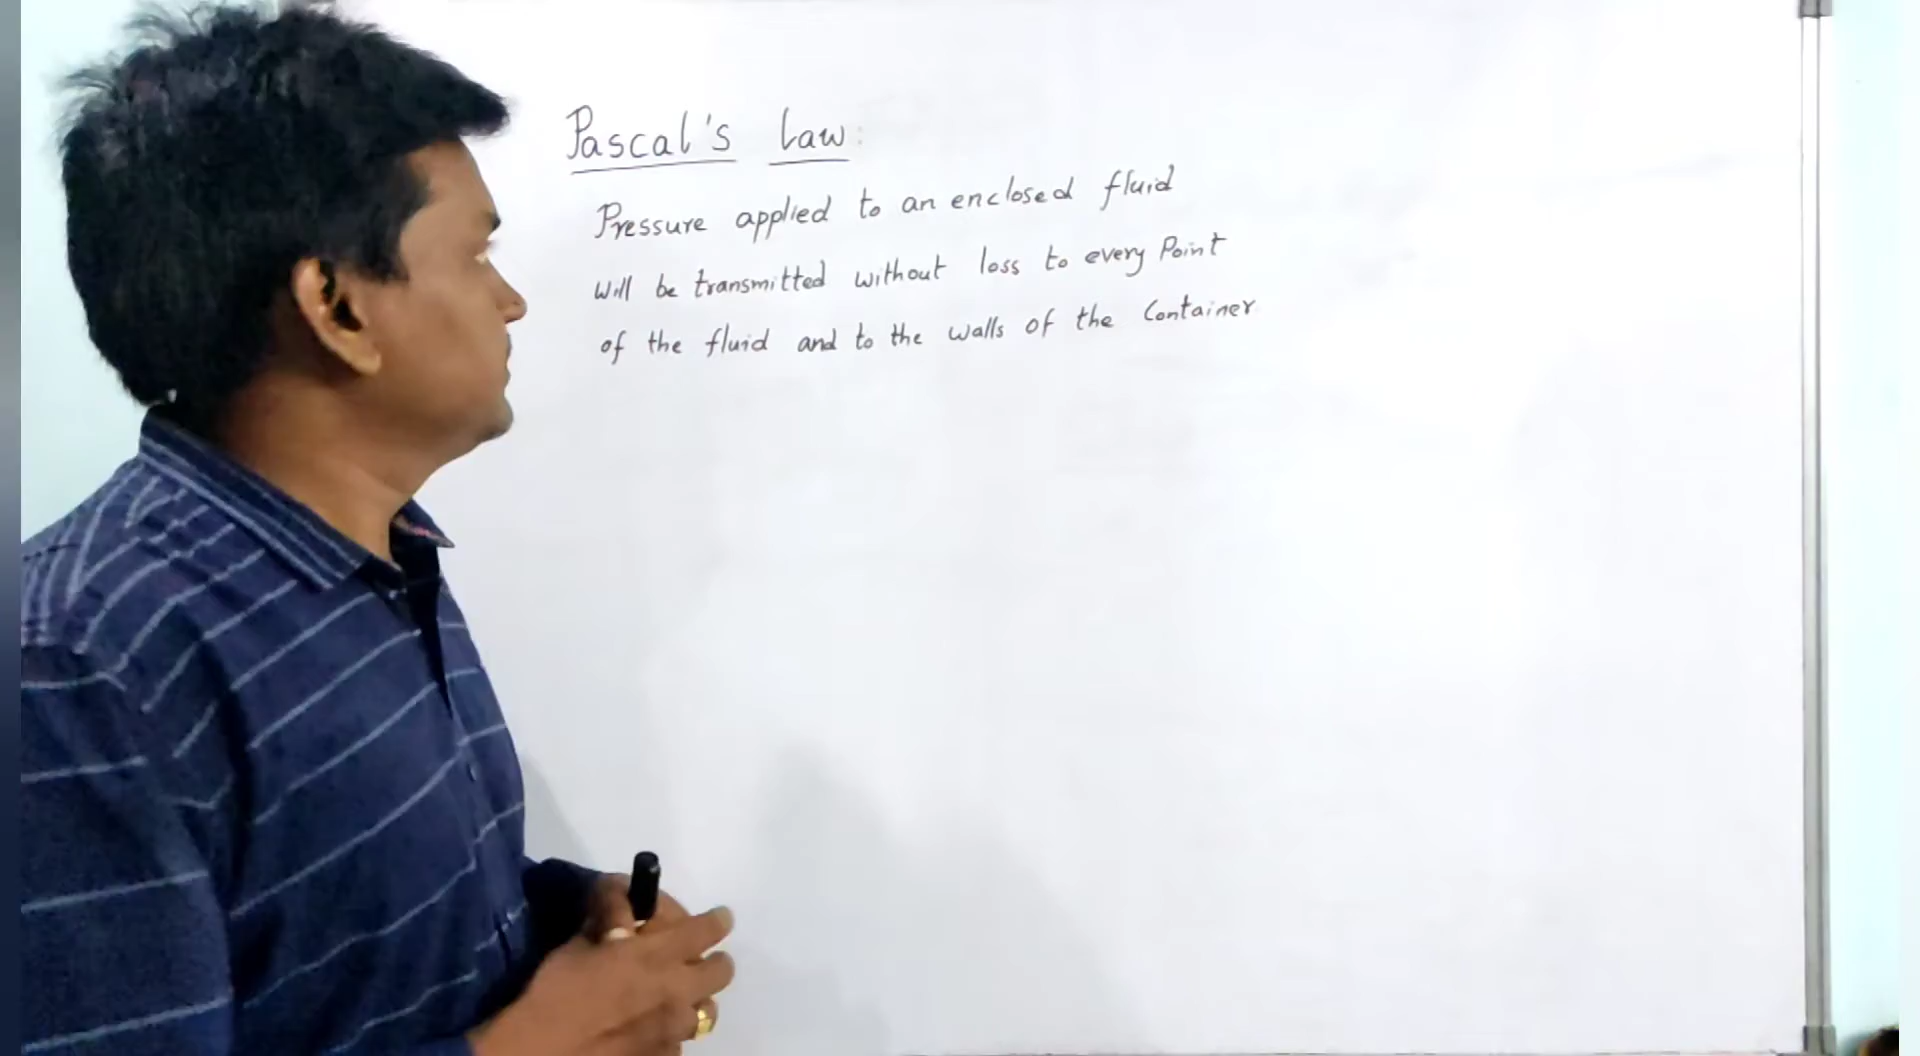 Pascal's Law:
Pressure applied to an enclosed fluid
Will be transmitted without loss to every Point
of the fluid and to the walls of the Container